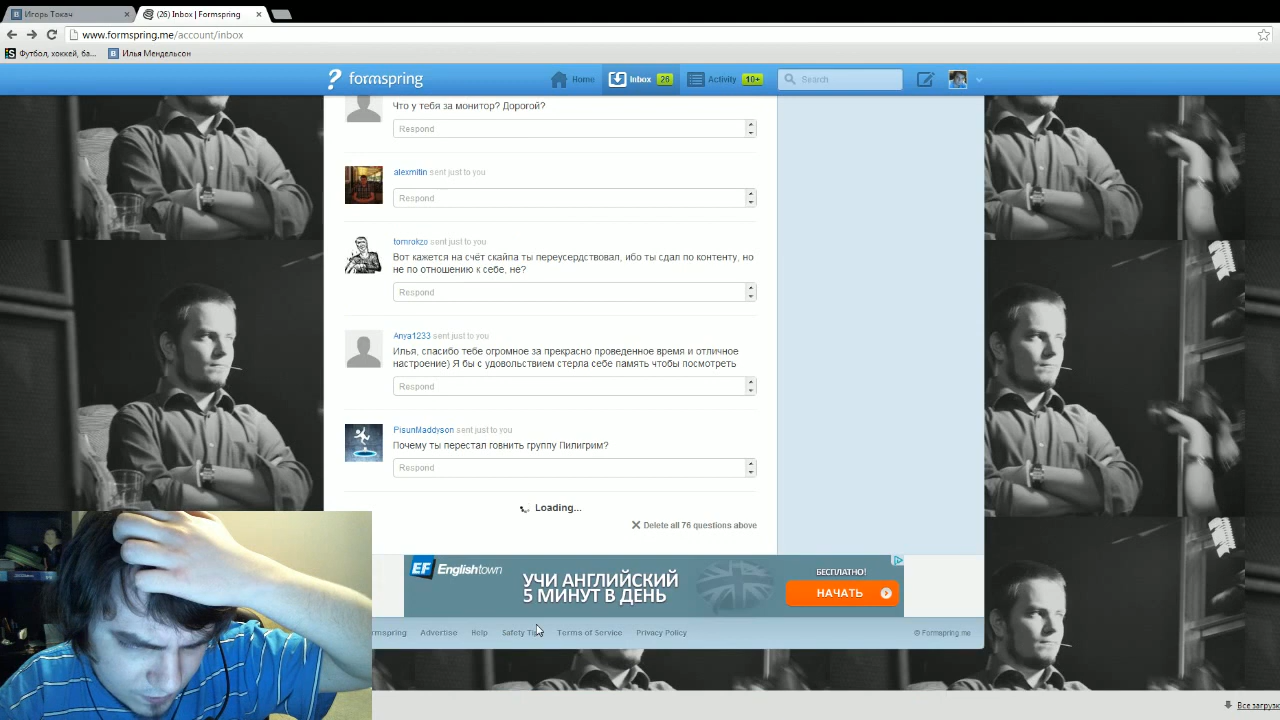 Игорь Токач
(26) Inbox | Formspring
www.formspring.me/account/inbox
Футбол, хоккей, ба...
Илья Мендельсон
formspring
Home
Inbox 26
Activity 10+
Search
Что у тебя за монитор? Дорогой?
Respond
alexmitin sent just to you
Respond
tomrokzo sent just to you
Вот кажется на счёт скайпа ты переусердствовал, ибо ты сдал по контенту, но
не по отношению к себе, не?
Respond
Anya1233 sent just to you
Илья, спасибо тебе огромное за прекрасно проведенное время и отличное
настроение) Я бы с удовольствием стерла себе память чтобы посмотреть
Respond
PisunMaddyson sent just to you
Почему ты перестал говнить группу Пилигрим?
Respond
Loading...
Delete all 76 questions above
EF Englishtown
УЧИ АНГЛИЙСКИЙ
5 МИНУТ В ДЕНЬ
БЕСПЛАТНО!
НАЧАТЬ
rmspring
Advertise
Help
Safety Tip
Terms of Service
Privacy Policy
© Formspring.me
Все загрузк